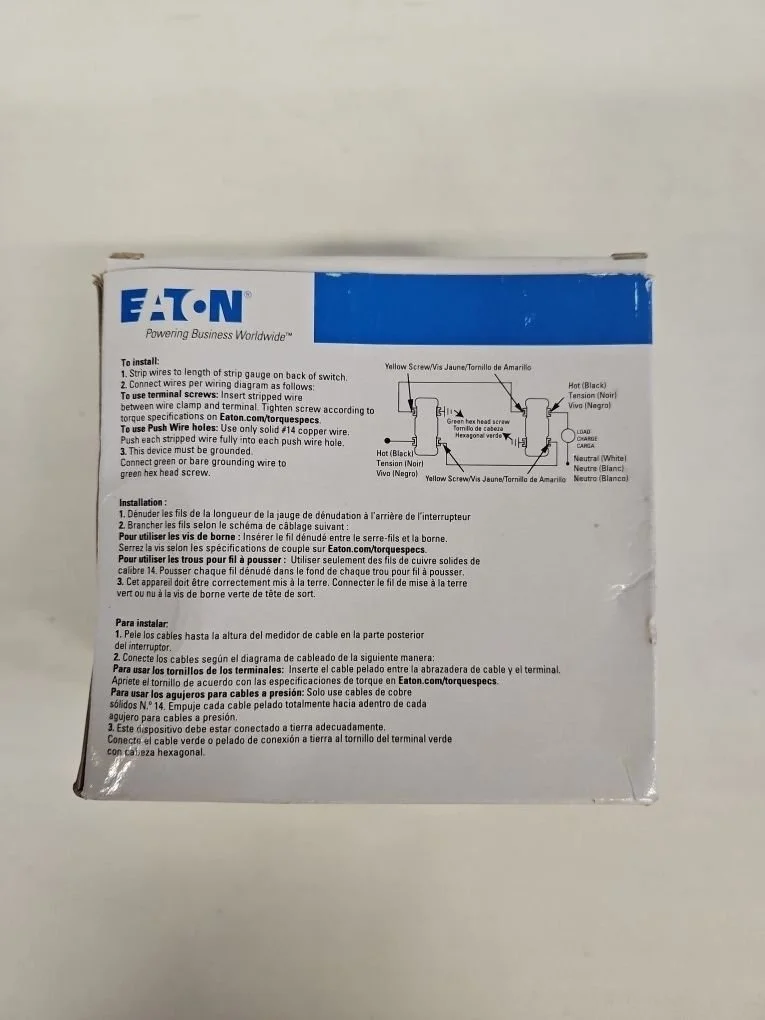 EATON®
Powering Business Worldwide™
To install:
1. Strip wires to length of strip gauge on back of switch.
2. Connect wires per wiring diagram as follows:
To use terminal screws: Insert stripped wire
between wire clamp and terminal. Tighten screw according to
torque specifications on Eaton.com/torquespecs.
To use Push Wire holes: Use only solid #14 copper wire.
Push each stripped wire fully into each push wire hole.
3. This device must be grounded.
Connect green or bare grounding wire to
green hex head screw.
Yellow Screw/Vis Jaune/Tornillo de Amarillo
Hot (Black)
Tension (Noir)
Vivo (Negro)
Green hex head screw
Tornillo de cabeza
Hexagonal verde
LOAD
CHARGE
CARGA
Hot (Black)
Tension (Noir)
Vivo (Negro)
Neutral (White)
Neutre (Blanc)
Neutro (Blanco)
Yellow Screw/Vis Jaune/Tornillo de Amarillo
Installation :
1. Dénuder les fils de la longueur de la jauge de dénudation à l'arrière de l'interrupteur
2. Brancher les fils selon le schéma de câblage suivant :
Pour utiliser les vis de borne : Insérer le fil dénudé entre le serre-fils et la borne.
Serrez la vis selon les spécifications de couple sur Eaton.com/torquespecs.
Pour utiliser les trous pour fil à pousser : Utiliser seulement des fils de cuivre solides de
calibre 14. Pousser chaque fil dénudé dans le fond de chaque trou pour fil à pousser.
3. Cet appareil doit être correctement mis à la terre. Connecter le fil de mise à la terre
vert ou nu à la vis de borne verte de tête de sort.
Para instalar:
1. Pele los cables hasta la altura del medidor de cable en la parte posterior
del interruptor.
2. Conecte los cables según el diagrama de cableado de la siguiente manera:
Para usar los tornillos de los terminales: Inserte el cable pelado entre la abrazadera de cable y el terminal.
Apriete el tornillo de acuerdo con las especificaciones de torque en Eaton.com/torquespecs.
Para usar los agujeros para cables a presión: Solo use cables de cobre
sólidos N.° 14. Empuje cada cable pelado totalmente hacia adentro de cada
agujero para cables a presión.
3. Este dispositivo debe estar conectado a tierra adecuadamente.
Conecte el cable verde o pelado de conexión a tierra al tornillo del terminal verde
con cabeza hexagonal.